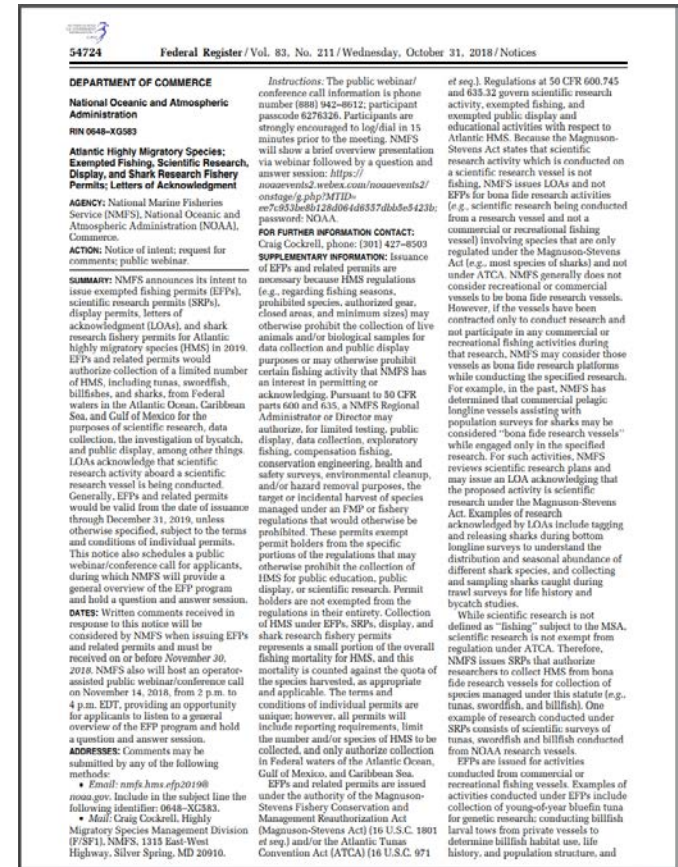 54724
Federal Register / Vol. 83, No. 211 / Wednesday, October 31, 2018 / Notices
DEPARTMENT OF COMMERCE
National Oceanic and Atmospheric
Administration
RIN 0648–XG583
Atlantic Highly Migratory Species;
Exempted Fishing, Scientific Research,
Display, and Shark Research Fishery
Permits; Letters of Acknowledgment
AGENCY: National Marine Fisheries
Service (NMFS), National Oceanic and
Atmospheric Administration (NOAA),
Commerce.
ACTION: Notice of intent; request for
comments; public webinar.
SUMMARY: NMFS announces its intent to
issue exempted fishing permits (EFPs),
scientific research permits (SRPs),
display permits, letters of
acknowledgment (LOAs), and shark
research fishery permits for Atlantic
highly migratory species (HMS) in 2019.
EFPs and related permits would
authorize collection of a limited number
of HMS, including tunas, swordfish,
billfishes, and sharks, from Federal
waters in the Atlantic Ocean, Caribbean
Sea, and Gulf of Mexico for the
purposes of scientific research, data
collection, the investigation of bycatch,
and public display, among other things.
LOAs acknowledge that scientific
research activity aboard a scientific
research vessel is being conducted.
Generally, EFPs and related permits
would be valid from the date of issuance
through December 31, 2019, unless
otherwise specified, subject to the terms
and conditions of individual permits.
This notice also schedules a public
webinar/conference call for applicants,
during which NMFS will provide a
general overview of the EFP program
and hold a question and answer session.
DATES: Written comments received in
response to this notice will be
considered by NMFS when issuing EFPs
and related permits and must be
received on or before November 30,
2018. NMFS also will host an operator-
assisted public webinar/conference call
on November 14, 2018, from 2 p.m. to
4 p.m. EDT, providing an opportunity
for applicants to listen to a general
overview of the EFP program and hold
a question and answer session.
ADDRESSES: Comments may be
submitted by any of the following
methods:
• Email: nmfs.hms.efp2019@
noaa.gov. Include in the subject line the
following identifier: 0648–XG583.
• Mail: Craig Cockrell, Highly
Migratory Species Management Division
(F/SF1), NMFS, 1315 East-West
Highway, Silver Spring, MD 20910.
Instructions: The public webinar/
conference call information is phone
number (888) 942–8612; participant
passcode 6276326. Participants are
strongly encouraged to log/dial in 15
minutes prior to the meeting. NMFS
will show a brief overview presentation
via webinar followed by a question and
answer session: https://
noaaevents2.webex.com/noaaevents2/
onstage/g.php?MTID=
ee7c953be8b128d064d6557dbb5e5423b;
password: NOAA.
FOR FURTHER INFORMATION CONTACT:
Craig Cockrell, phone: (301) 427–8503
SUPPLEMENTARY INFORMATION: Issuance
of EFPs and related permits are
necessary because HMS regulations
(e.g., regarding fishing seasons,
prohibited species, authorized gear,
closed areas, and minimum sizes) may
otherwise prohibit the collection of live
animals and/or biological samples for
data collection and public display
purposes or may otherwise prohibit
certain fishing activity that NMFS has
an interest in permitting or
acknowledging. Pursuant to 50 CFR
parts 600 and 635, a NMFS Regional
Administrator or Director may
authorize, for limited testing, public
display, data collection, exploratory
fishing, compensation fishing,
conservation engineering, health and
safety surveys, environmental cleanup,
and/or hazard removal purposes, the
target or incidental harvest of species
managed under an FMP or fishery
regulations that would otherwise be
prohibited. These permits exempt
permit holders from the specific
portions of the regulations that may
otherwise prohibit the collection of
HMS for public education, public
display, or scientific research. Permit
holders are not exempted from the
regulations in their entirety. Collection
of HMS under EFPs, SRPs, display, and
shark research fishery permits
represents a small portion of the overall
fishing mortality for HMS, and this
mortality is counted against the quota of
the species harvested, as appropriate
and applicable. The terms and
conditions of individual permits are
unique; however, all permits will
include reporting requirements, limit
the number and/or species of HMS to be
collected, and only authorize collection
in Federal waters of the Atlantic Ocean,
Gulf of Mexico, and Caribbean Sea.
EFPs and related permits are issued
under the authority of the Magnuson-
Stevens Fishery Conservation and
Management Reauthorization Act
(Magnuson-Stevens Act) (16 U.S.C. 1801
et seq.) and/or the Atlantic Tunas
Convention Act (ATCA) (16 U.S.C. 971
et seq.). Regulations at 50 CFR 600.745
and 635.32 govern scientific research
activity, exempted fishing, and
exempted public display and
educational activities with respect to
Atlantic HMS. Because the Magnuson-
Stevens Act states that scientific
research activity which is conducted on
a scientific research vessel is not
fishing, NMFS issues LOAs and not
EFPs for bona fide research activities
(e.g., scientific research being conducted
from a research vessel and not a
commercial or recreational fishing
vessel) involving species that are only
regulated under the Magnuson-Stevens
Act (e.g., most species of sharks) and not
under ATCA. NMFS generally does not
consider recreational or commercial
vessels to be bona fide research vessels.
However, if the vessels have been
contracted only to conduct research and
not participate in any commercial or
recreational fishing activities during
that research, NMFS may consider those
vessels as bona fide research platforms
while conducting the specified research.
For example, in the past, NMFS has
determined that commercial pelagic
longline vessels assisting with
population surveys for sharks may be
considered "bona fide research vessels"
while engaged only in the specified
research. For such activities, NMFS
reviews scientific research plans and
may issue an LOA acknowledging that
the proposed activity is scientific
research under the Magnuson-Stevens
Act. Examples of research
acknowledged by LOAs include tagging
and releasing sharks during bottom
longline surveys to understand the
distribution and seasonal abundance of
different shark species, and collecting
and sampling sharks caught during
trawl surveys for life history and
bycatch studies.
While scientific research is not
defined as "fishing" subject to the MSA,
scientific research is not exempt from
regulation under ATCA. Therefore,
NMFS issues SRPs that authorize
researchers to collect HMS from bona
fide research vessels for collection of
species managed under this statute (e.g.,
tunas, swordfish, and billfish). One
example of research conducted under
SRPs consists of scientific surveys of
tunas, swordfish and billfish conducted
from NOAA research vessels.
EFPs are issued for activities
conducted from commercial or
recreational fishing vessels. Examples of
activities conducted under EFPs include
collection of young-of-year bluefin tuna
for genetic research; conducting billfish
larval tows from private vessels to
determine billfish habitat use, life
history, and population structure, and